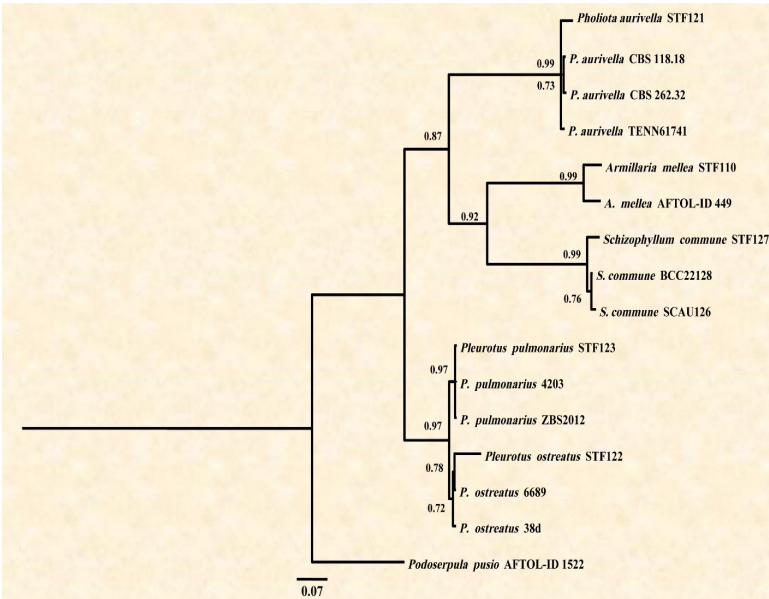 Pholiota aurivella STF121
0.99
P. aurivella CBS 118.18
0.73
P. aurivella CBS 262.32
P. aurivella TENN61741
0.87
Armillaria mellea STF110
0.99
A. mellea AFTOL-ID 449
0.92
Schizophyllum commune STF127
0.99
S. commune BCC22128
0.76
S. commune SCAU126
Pleurotus pulmonarius STF123
0.97
P. pulmonarius 4203
P. pulmonarius ZBS2012
0.97
Pleurotus ostreatus STF122
0.78
P. ostreatus 6689
0.72
P. ostreatus 38d
Podoserpula pusio AFTOL-ID 1522
0.07